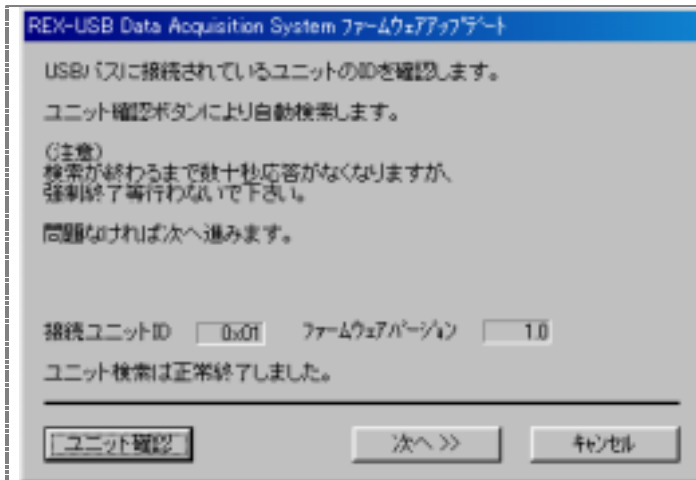 REX-USB Data Acquisition System ファームウェアアップデート
USBバスに接続されているユニットのIDを確認します。
ユニット確認ボタンにより自動検索します。
(注意)
検索が終わるまで数十秒応答がなくなりますが、
強制終了等行わないで下さい。
問題なければ次へ進みます。
接続ユニットID 0x01 ファームウェアバージョン 1.0
ユニット検索は正常終了しました。
ユニット確認 次へ >> キャンセル